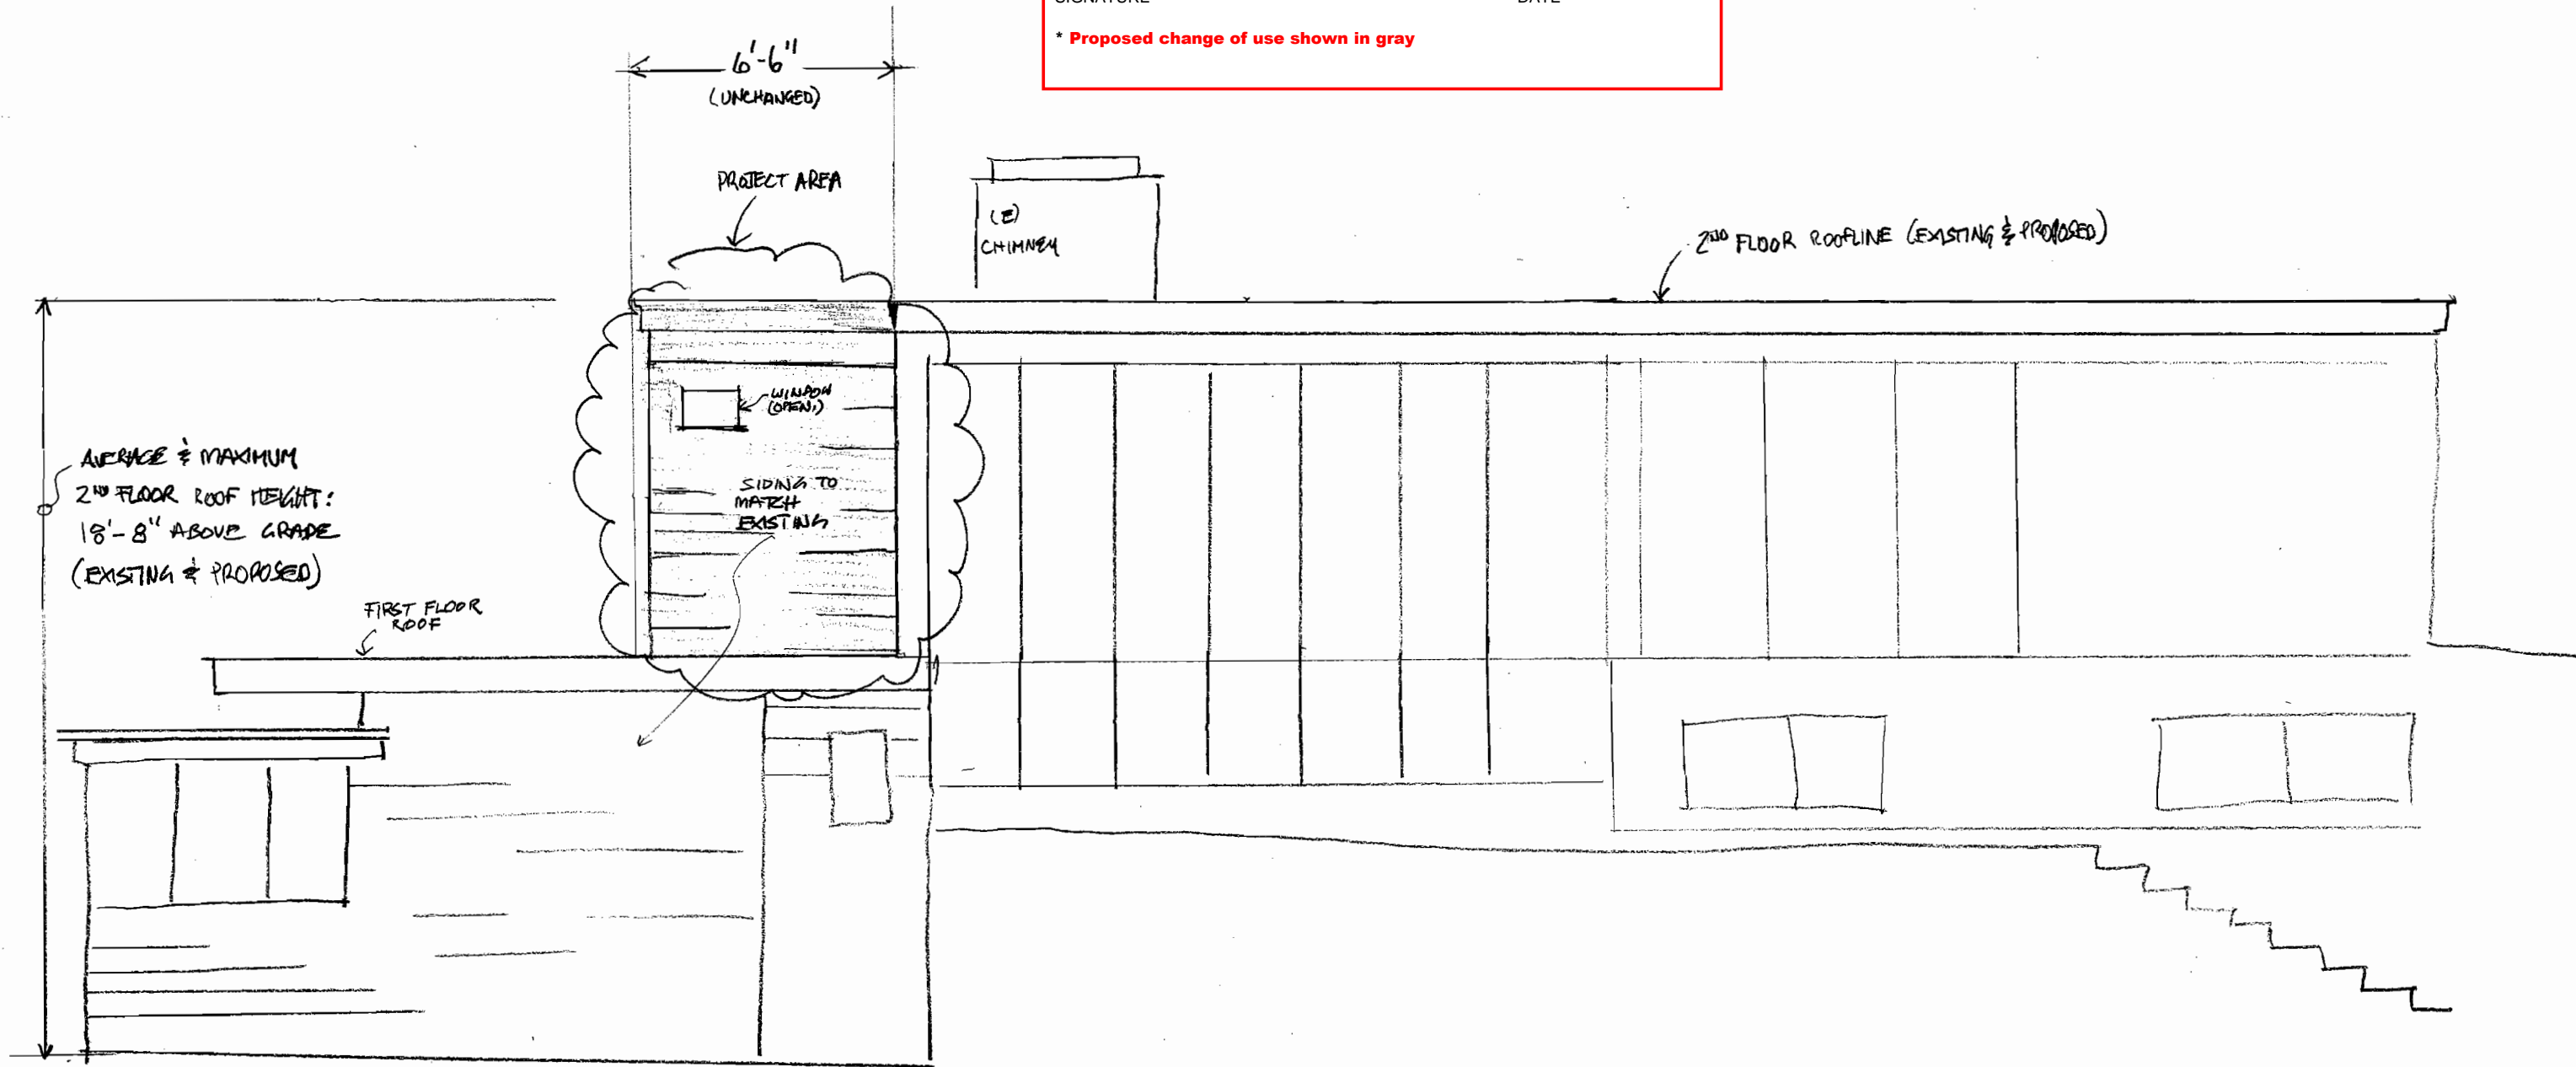 * Proposed change of use shown in gray
6'-6"
(UNCHANGED)
PROJECT AREA
(E)
CHIMNEY
2ND FLOOR ROOFLINE (EXISTING & PROPOSED)
WINDOW
(OPEN.)
AVERAGE & MAXIMUM
2ND FLOOR ROOF HEIGHT:
18'-8" ABOVE GRADE
(EXISTING & PROPOSED)
SIDING TO
MATCH
EXISTING
FIRST FLOOR
ROOF